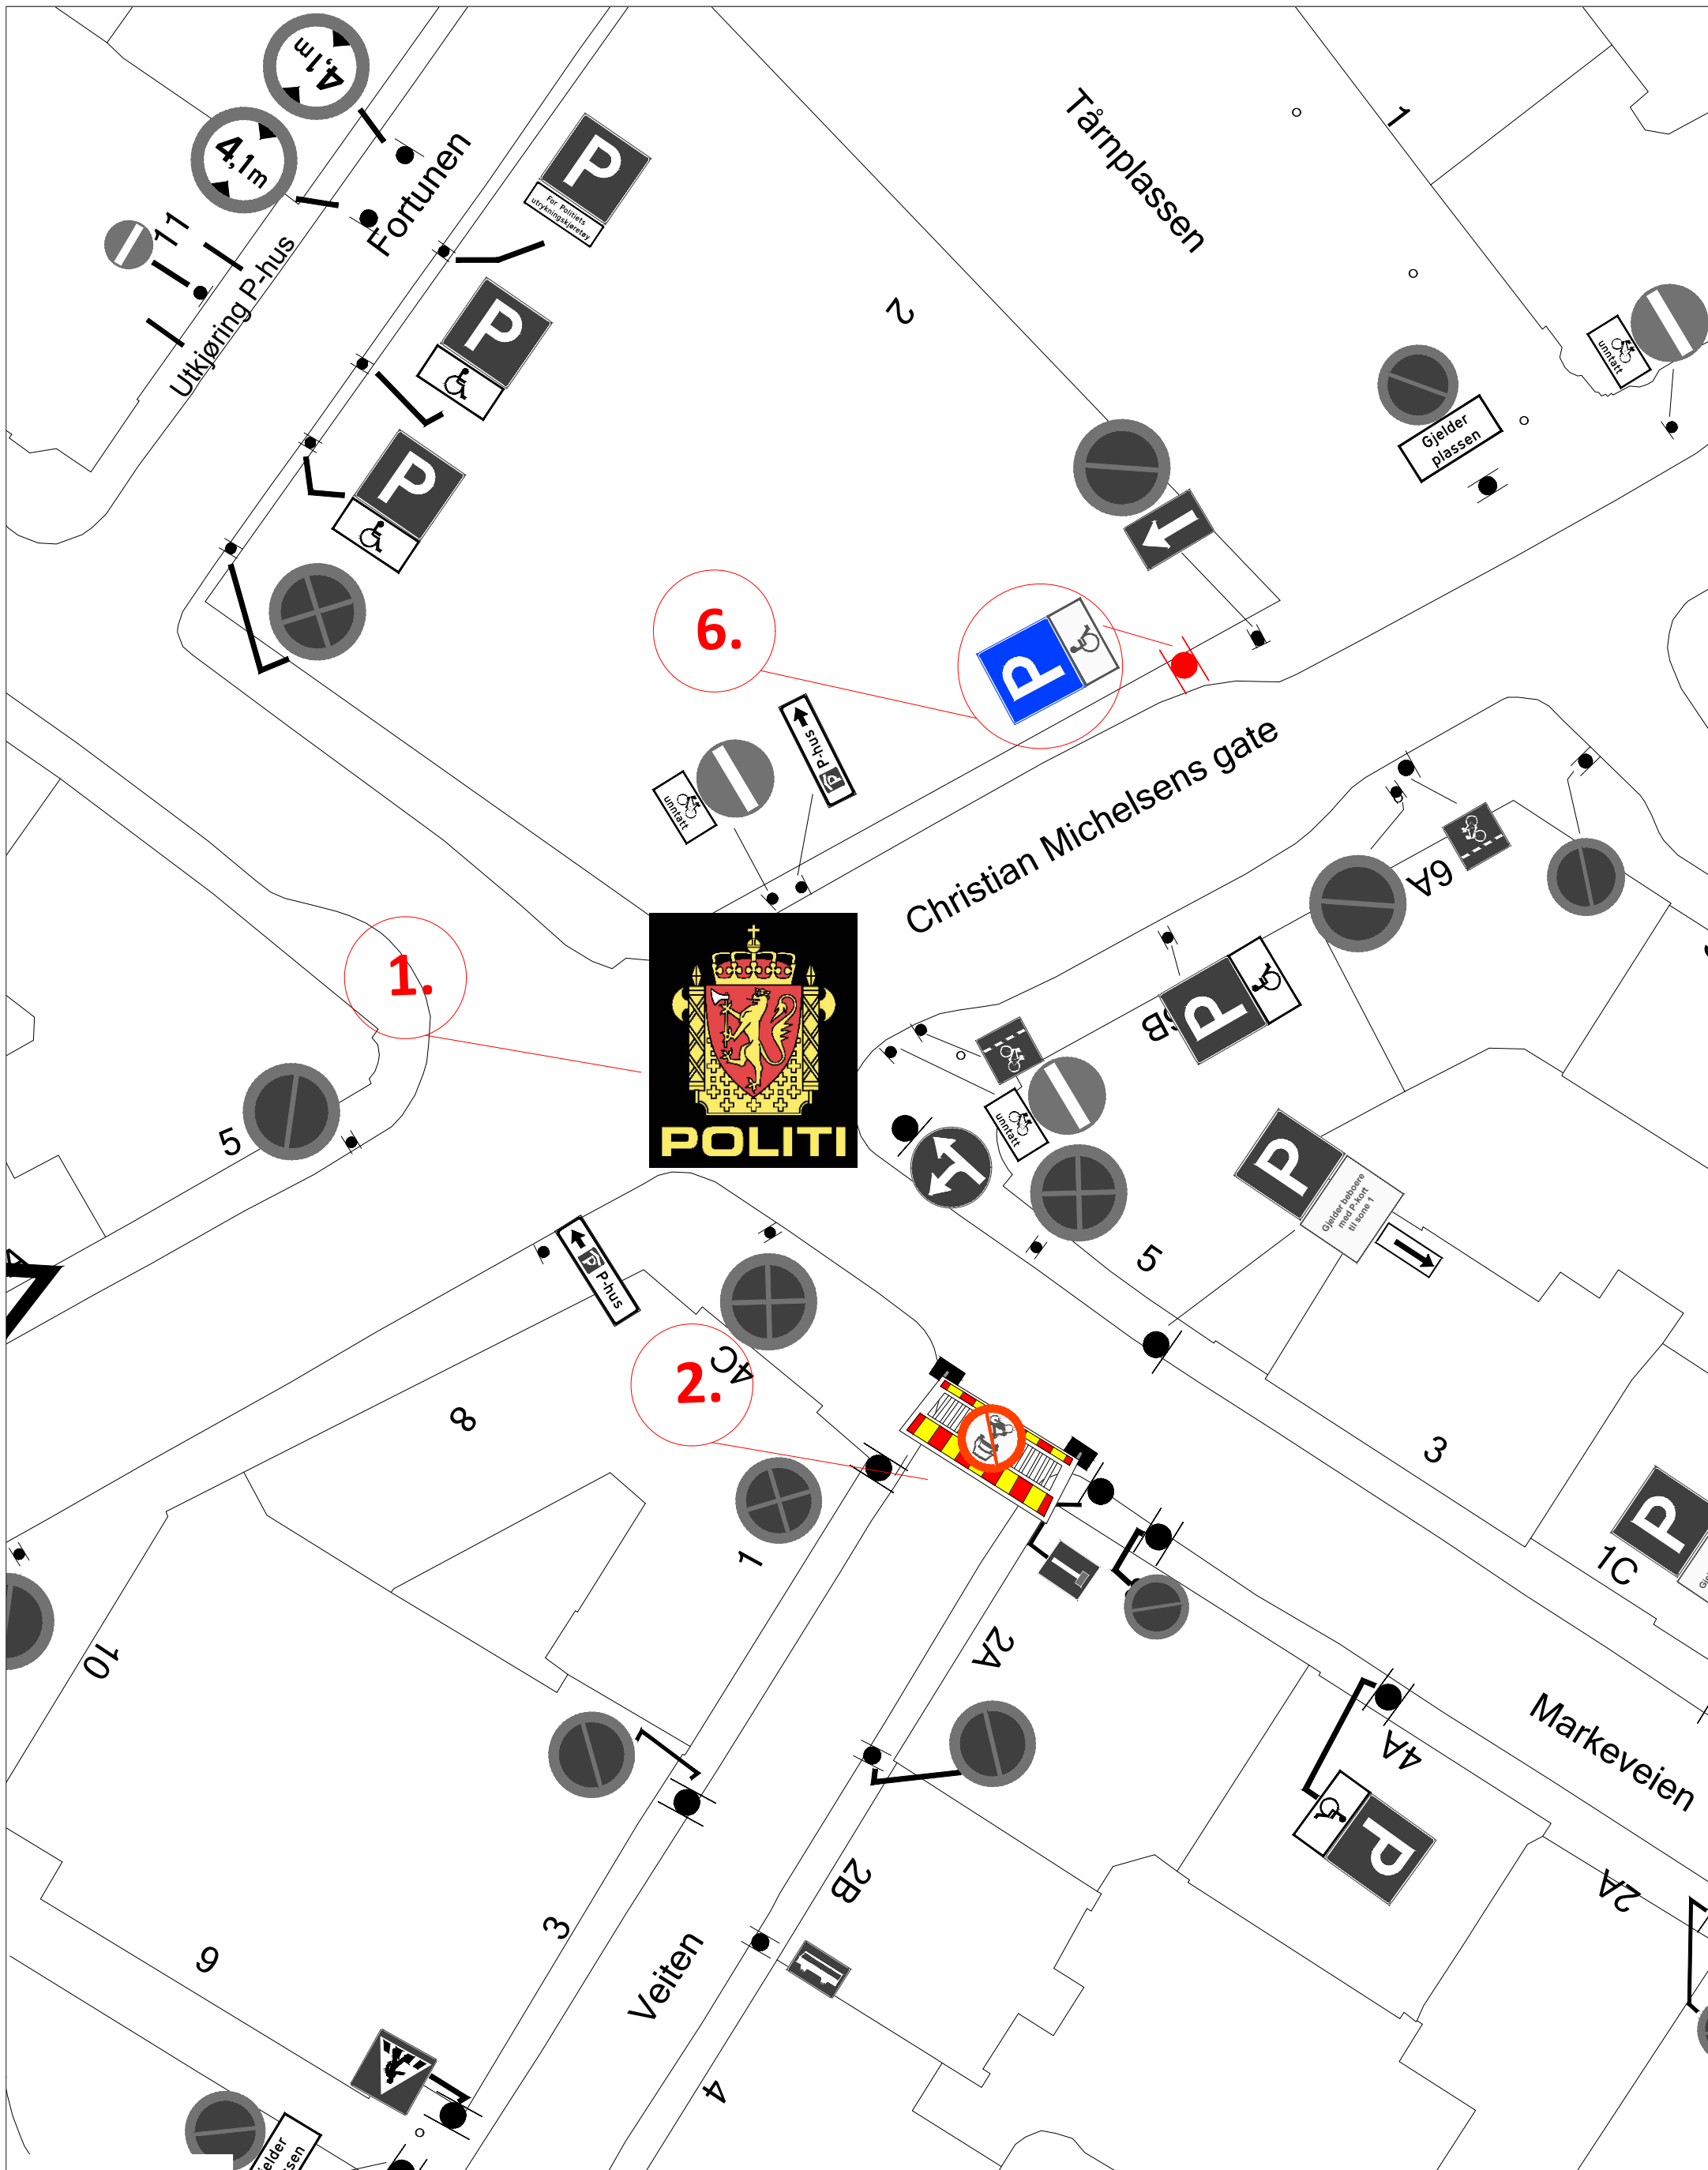 4,1m
4,1m
11
Fortunen
P
For Politiets
utrykningskjøretøy
Utkjøring P-hus
P
P
Tårnplassen
1
2
unntatt
Gjelder
plassen
6.
P
P-hus
unntatt
Christian Michelsens gate
6A
1.
P
POLITI
5
unntatt
P
Gjelder beboere
med P-kort
til sone 1
5
P-hus
4C
2.
8
3
P
1C
1
10
2A
Markeveien
4A
P
2A
2B
3
6
Veiten
4